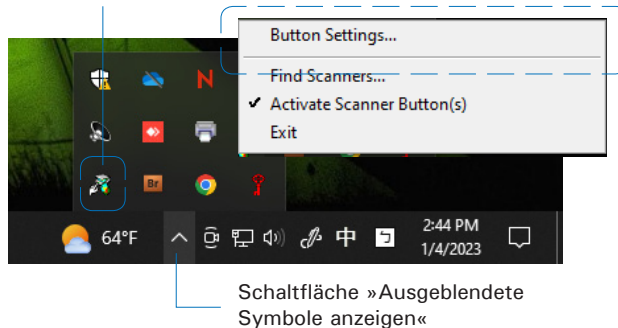 Button Settings...
Find Scanners...
✔ Activate Scanner Button(s)
Exit
N
Br
64°F
中
ㄅ
2:44 PM
1/4/2023
Schaltfläche »Ausgeblendete
Symbole anzeigen«